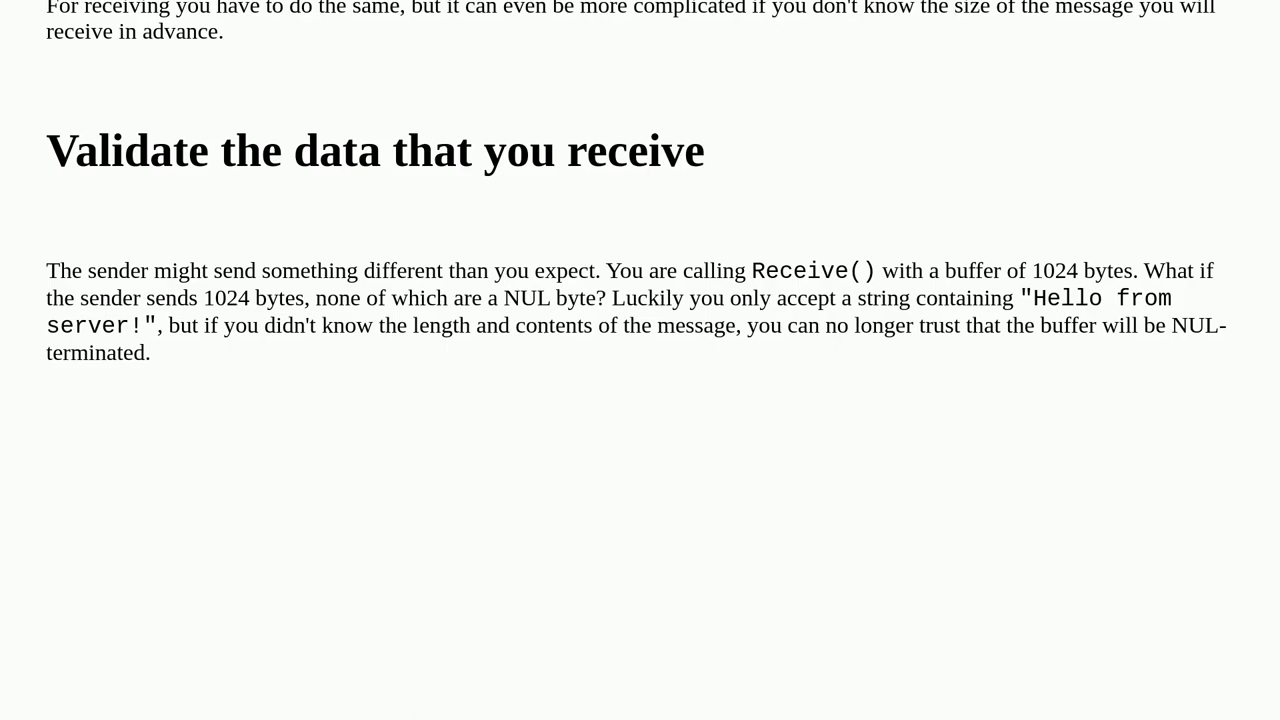 For receiving you have to do the same, but it can even be more complicated if you don't know the size of the message you will
receive in advance.
Validate the data that you receive
The sender might send something different than you expect. You are calling Receive() with a buffer of 1024 bytes. What if
the sender sends 1024 bytes, none of which are a NUL byte? Luckily you only accept a string containing "Hello from
server!", but if you didn't know the length and contents of the message, you can no longer trust that the buffer will be NUL-
terminated.